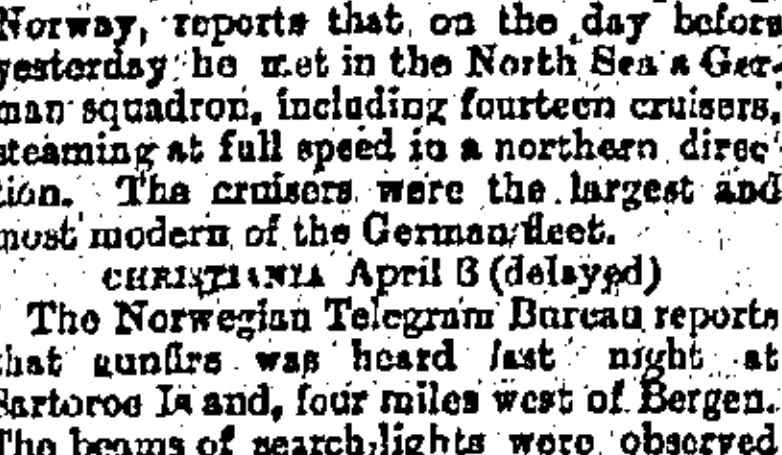 Norway, reports that on the day before
yesterday he met in the North Sea a Ger-
man squadron, including fourteen cruisers,
steaming at full speed in a northern direc-
tion. The cruisers were the largest and
most modern of the German fleet.
CHRISTIANIA April 3 (delayed)
The Norwegian Telegram Bureau reports
that gunfire was heard last night at
Sartoroe Island, four miles west of Bergen.
The beams of search-lights were observed